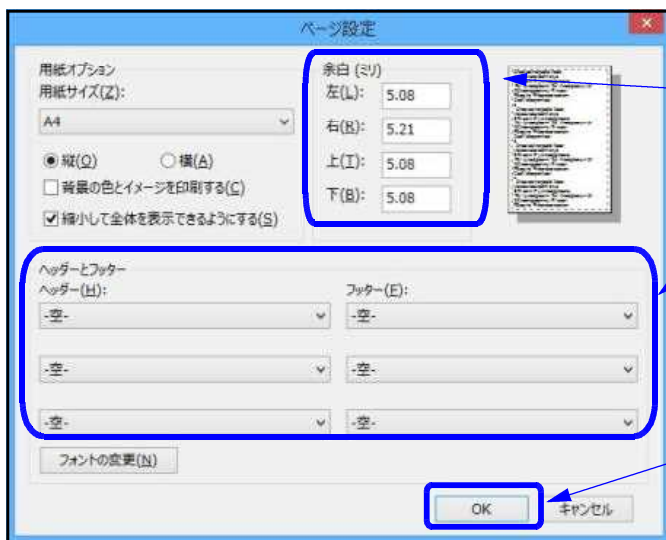 ページ設定
用紙オプション
用紙サイズ(Z):
A4
縦(O) 横(A)
背景の色とイメージを印刷する(C)
縮小して全体を表示できるようにする(S)
余白 (ミリ)
左(L): 5.08
右(R): 5.21
上(T): 5.08
下(B): 5.08
ヘッダーとフッター
ヘッダー(H): フッター(F):
-空- -空-
-空- -空-
-空- -空-
フォントの変更(N)
OK キャンセル